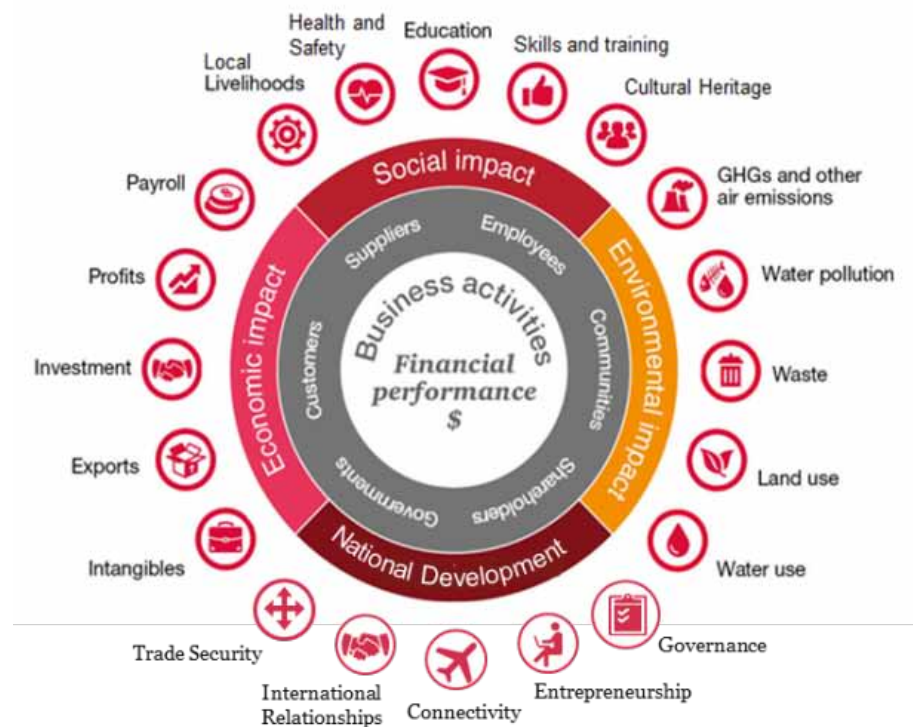 Health and
Safety
Education
Skills and training
Local
Livelihoods
Cultural Heritage
Payroll
GHGs and other
air emissions
Profits
Water pollution
Investment
Waste
Exports
Land use
Intangibles
Water use
Trade Security
Governance
International
Relationships
Connectivity
Entrepreneurship
Social impact
Environmental impact
National Development
Economic impact
Suppliers
Employees
Communities
Shareholders
Governments
Customers
Business activities
Financial
performance
$